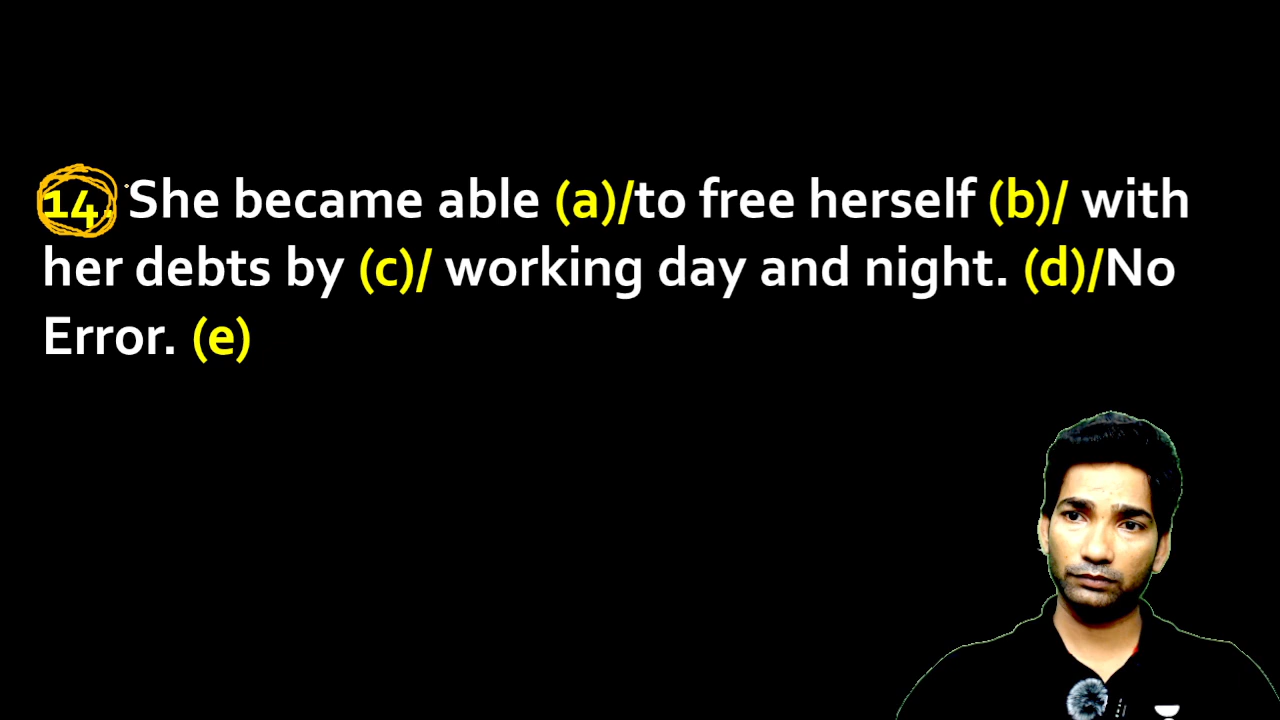 14. She became able (a)/to free herself (b)/ with
her debts by (c)/ working day and night. (d)/No
Error. (e)